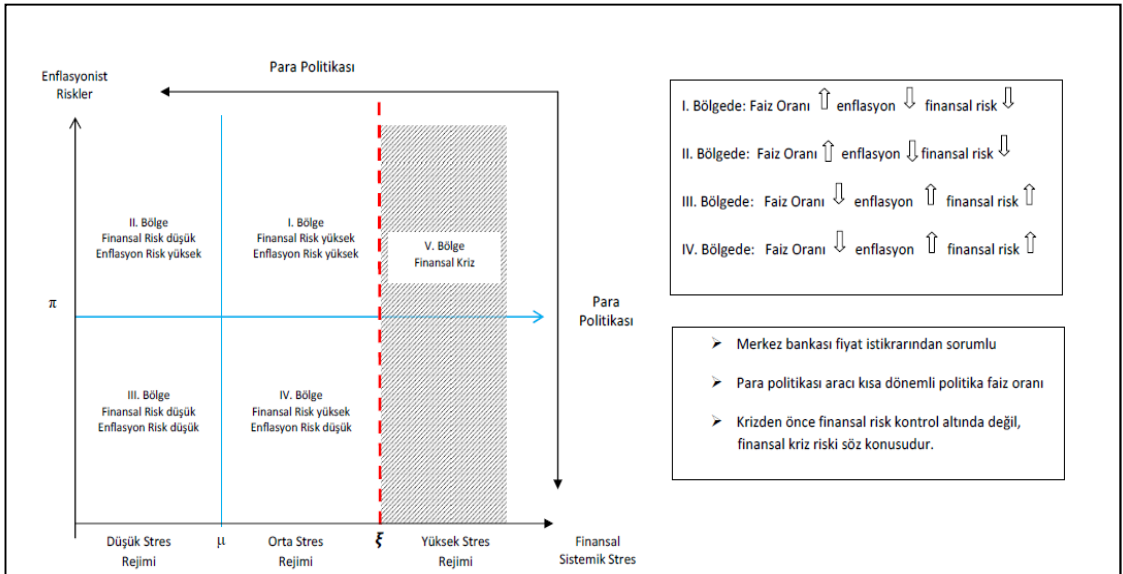 Para Politikası
Enflasyonist
Riskler
II. Bölge
Finansal Risk düşük
Enflasyon Risk yüksek
I. Bölge
Finansal Risk yüksek
Enflasyon Risk yüksek
V. Bölge
Finansal Kriz
π
Para
Politikası
III. Bölge
Finansal Risk düşük
Enflasyon Risk düşük
IV. Bölge
Finansal Risk yüksek
Enflasyon Risk düşük
Düşük Stres
Rejimi
μ
Orta Stres
Rejimi
ξ
Yüksek Stres
Rejimi
Finansal
Sistemik Stres
I. Bölgede: Faiz Oranı ⇑ enflasyon ⇓ finansal risk ⇓
II. Bölgede: Faiz Oranı ⇑ enflasyon ⇓ finansal risk ⇓
III. Bölgede: Faiz Oranı ⇓ enflasyon ⇑ finansal risk ⇑
IV. Bölgede: Faiz Oranı ⇓ enflasyon ⇑ finansal risk ⇑
➢ Merkez bankası fiyat istikrarından sorumlu
➢ Para politikası aracı kısa dönemli politika faiz oranı
➢ Krizden önce finansal risk kontrol altında değil,
finansal kriz riski söz konusudur.